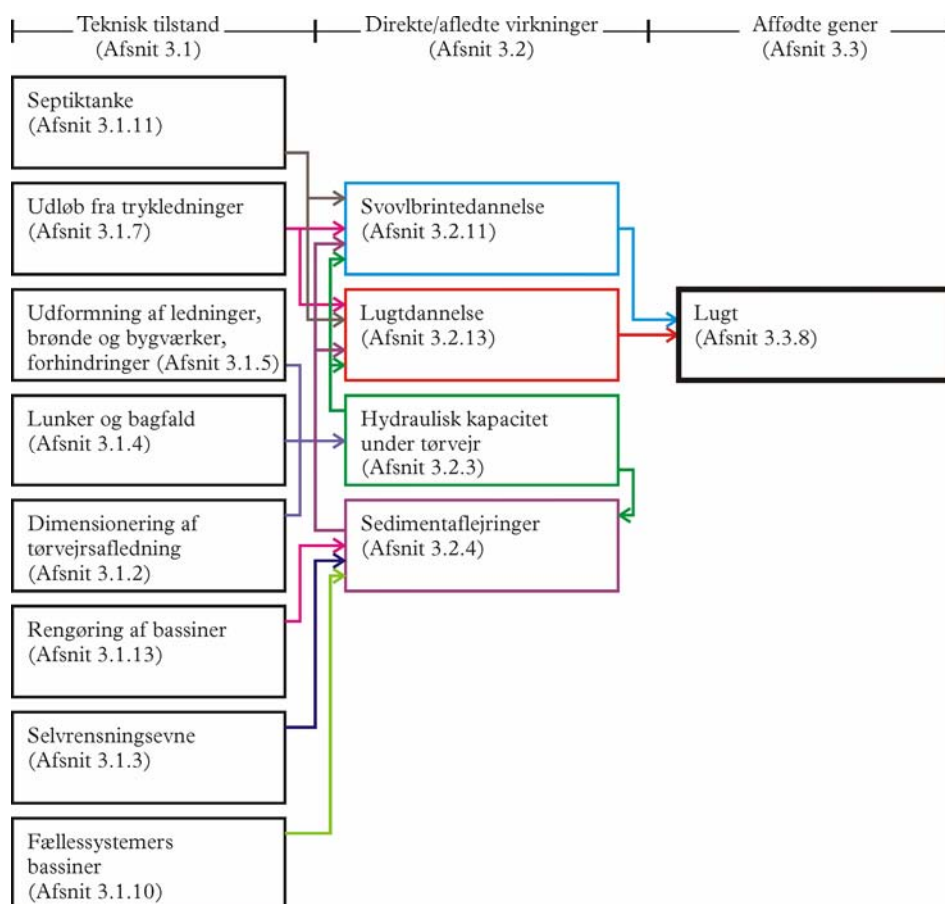 Teknisk tilstand
(Afsnit 3.1)
Direkte/afledte virkninger
(Afsnit 3.2)
Affødte gener
(Afsnit 3.3)
Septiktanke
(Afsnit 3.1.11)
Udløb fra trykledninger
(Afsnit 3.1.7)
Udformning af ledninger,
brønde og bygværker,
forhindringer (Afsnit 3.1.5)
Lunker og bagfald
(Afsnit 3.1.4)
Dimensionering af
tørvejrsafledning
(Afsnit 3.1.2)
Rengøring af bassiner
(Afsnit 3.1.13)
Selvrensningsevne
(Afsnit 3.1.3)
Fællessystemers
bassiner
(Afsnit 3.1.10)
Svovlbrintedannelse
(Afsnit 3.2.11)
Lugtdannelse
(Afsnit 3.2.13)
Hydraulisk kapacitet
under tørvejr
(Afsnit 3.2.3)
Sedimentaflejringer
(Afsnit 3.2.4)
Lugt
(Afsnit 3.3.8)